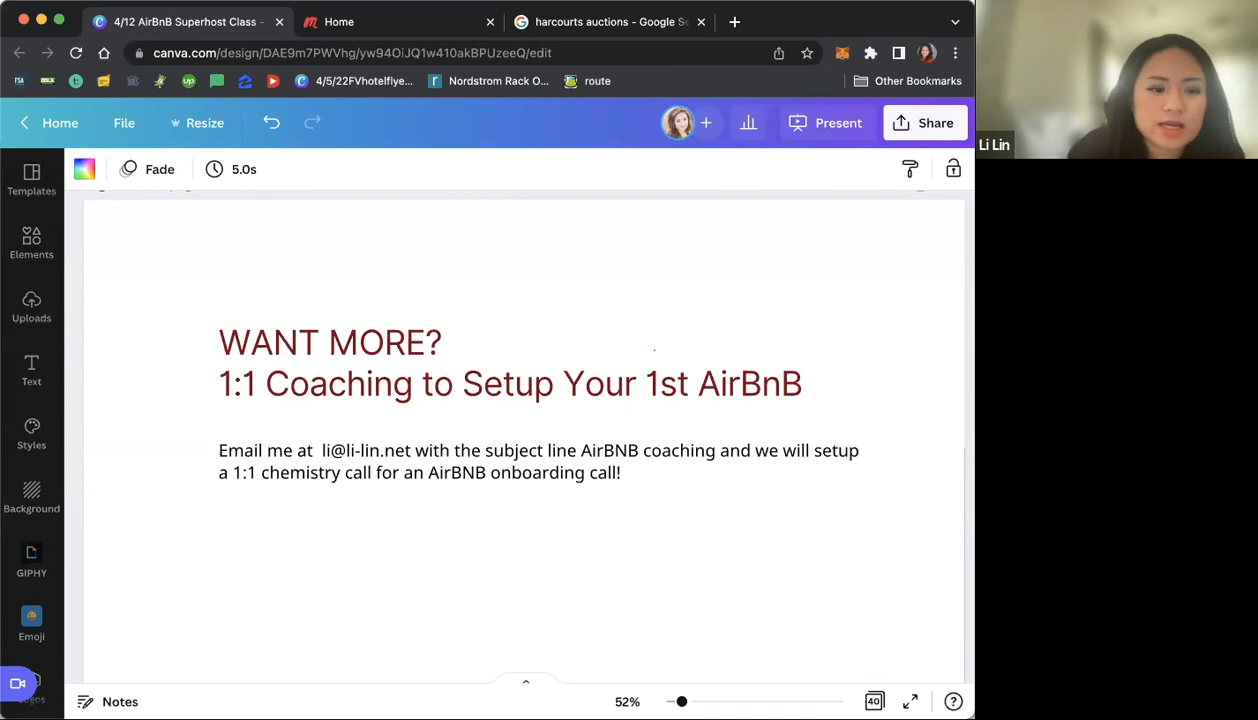 4/12 AirBnB Superhost Class -
Home
harcourts auctions - Google Se
canva.com/design/DAE9m7PWVhg/yw94OiJQ1w410akBPUzeeQ/edit
4/5/22FVhotelflye...
Nordstrom Rack O...
route
Other Bookmarks
Home
File
Resize
Present
Share
Li Lin
Fade
5.0s
Templates
Elements
Uploads
Text
Styles
Background
GIPHY
Emoji
WANT MORE?
1:1 Coaching to Setup Your 1st AirBnB
Email me at li@li-lin.net with the subject line AirBNB coaching and we will setup
a 1:1 chemistry call for an AirBNB onboarding call!
Notes
52%
40